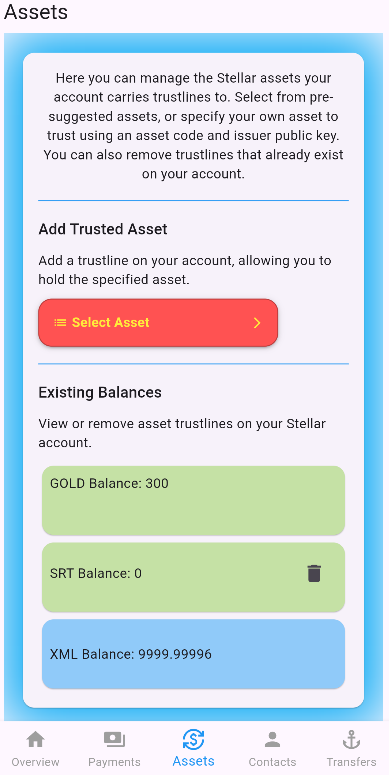 Assets
Here you can manage the Stellar assets your
account carries trustlines to. Select from pre-
suggested assets, or specify your own asset to
trust using an asset code and issuer public key.
You can also remove trustlines that already exist
on your account.
Add Trusted Asset
Add a trustline on your account, allowing you to
hold the specified asset.
Select Asset
Existing Balances
View or remove asset trustlines on your Stellar
account.
GOLD Balance: 300
SRT Balance: 0
XML Balance: 9999.99996
Overview Payments Assets Contacts Transfers